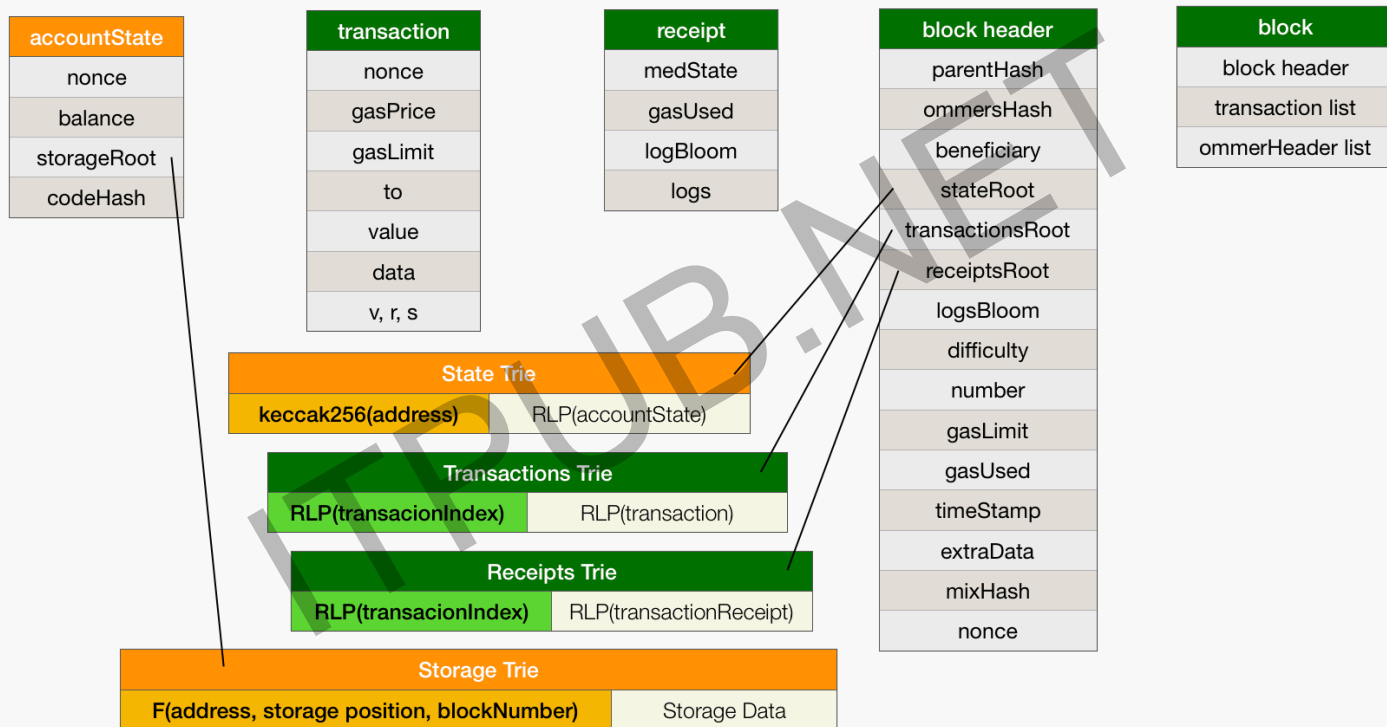 accountState
nonce
balance
storageRoot
codeHash
transaction
nonce
gasPrice
gasLimit
to
value
data
v, r, s
receipt
medState
gasUsed
logBloom
logs
block header
parentHash
ommersHash
beneficiary
stateRoot
transactionsRoot
receiptsRoot
logsBloom
difficulty
number
gasLimit
gasUsed
timeStamp
extraData
mixHash
nonce
block
block header
transaction list
ommerHeader list
State Trie
keccak256(address) RLP(accountState)
Transactions Trie
RLP(transacionIndex) RLP(transaction)
Receipts Trie
RLP(transacionIndex) RLP(transactionReceipt)
Storage Trie
F(address, storage position, blockNumber) Storage Data
ITPUB.NET